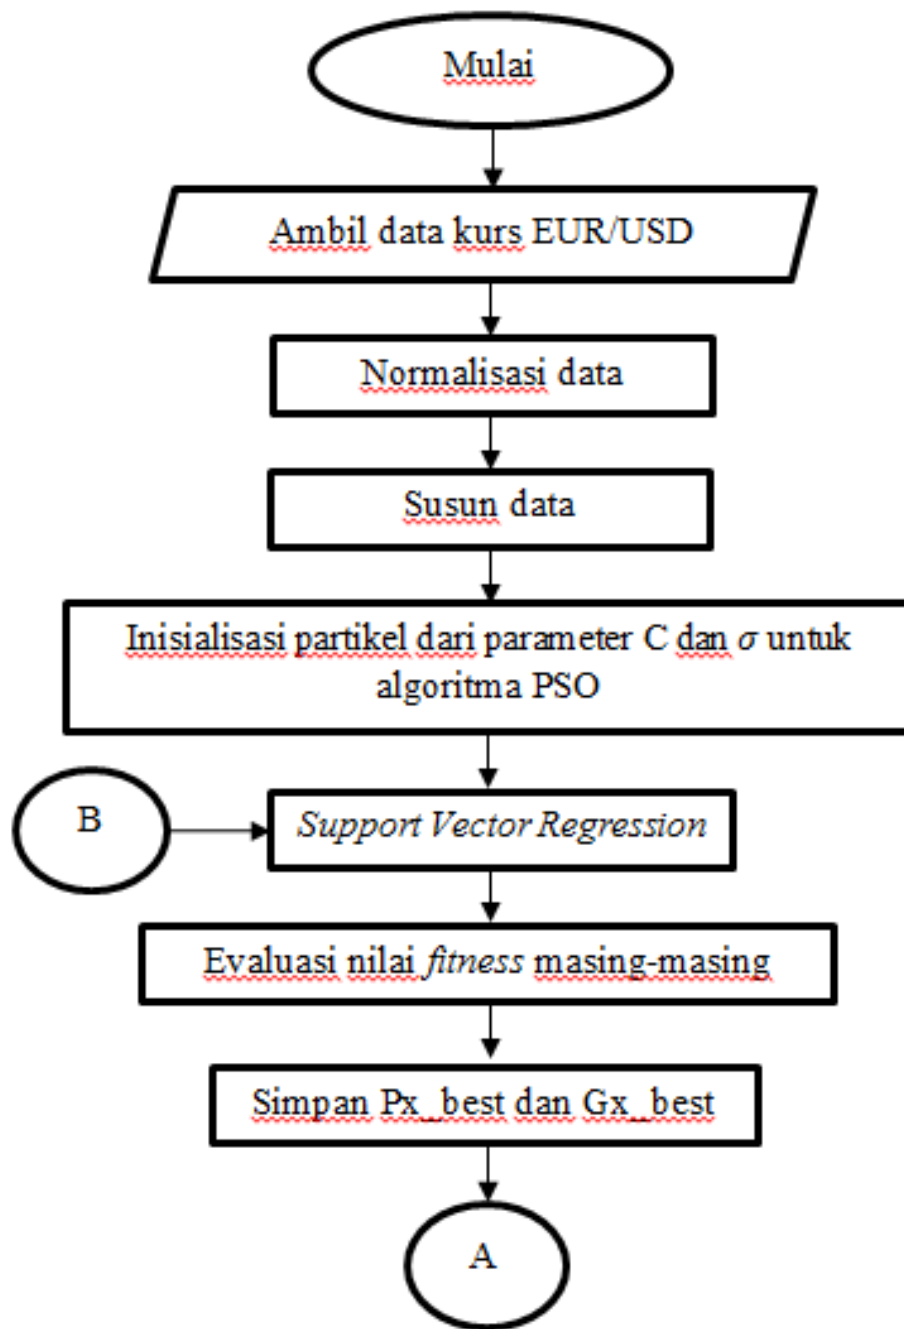 Mulai
Ambil data kurs EUR/USD
Normalisasi data
Susun data
Inisialisasi partikel dari parameter C dan σ untuk
algoritma PSO
B
Support Vector Regression
Evaluasi nilai fitness masing-masing
Simpan Px_best dan Gx_best
A